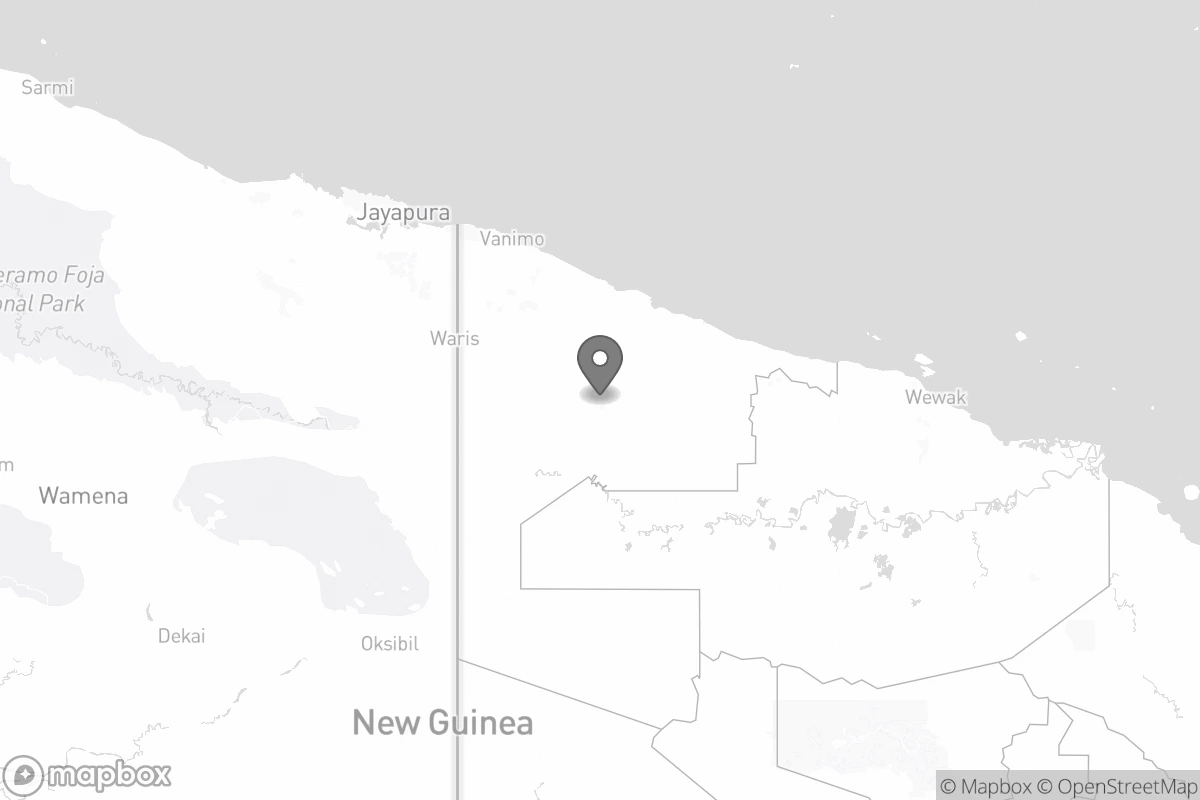 Sarmi
Jayapura
Vanimo
eramo Foja
onal Park
Waris
Wewak
m
Wamena
Dekai
Oksibil
New Guinea
mapbox
© Mapbox © OpenStreetMap